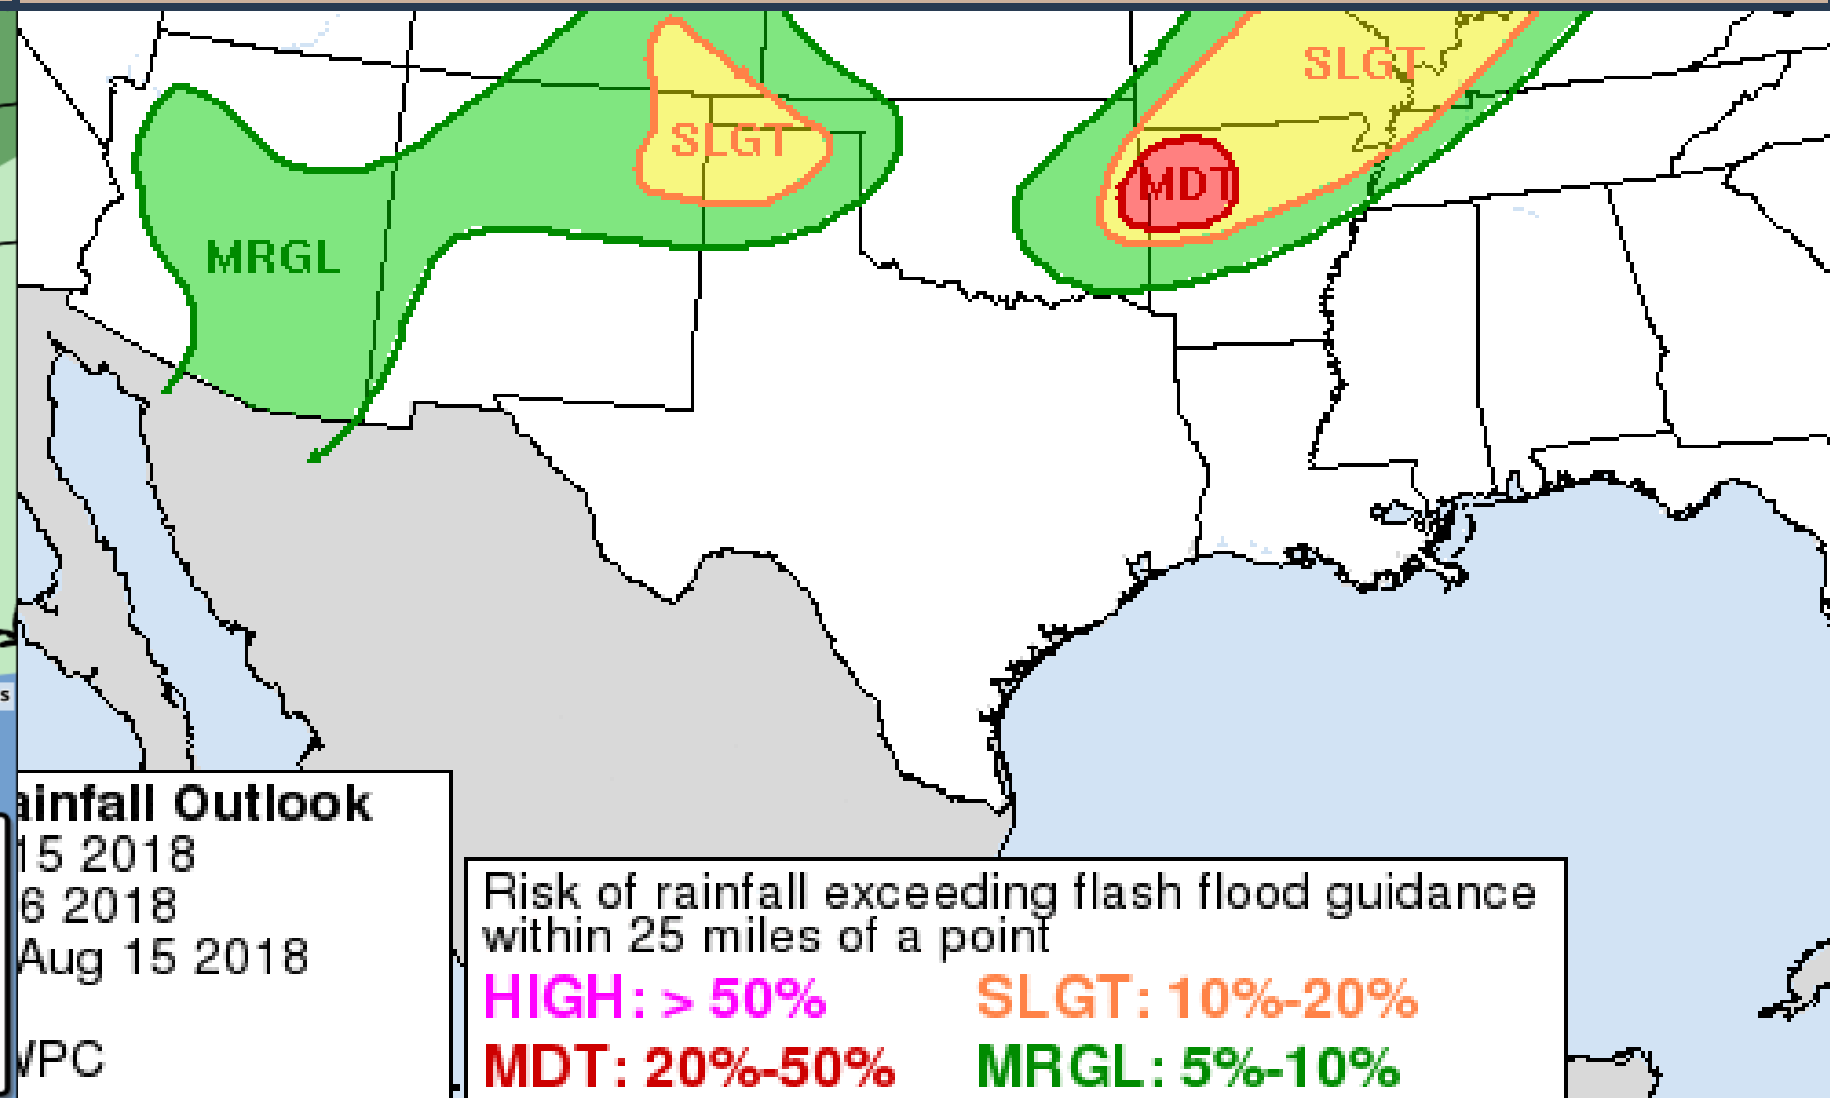 SLGT
SLGT
MDT
MRGL
s
ainfall Outlook
15 2018
6 2018
Aug 15 2018
WPC
Risk of rainfall exceeding flash flood guidance
within 25 miles of a point
HIGH: > 50% SLGT: 10%-20%
MDT: 20%-50% MRGL: 5%-10%